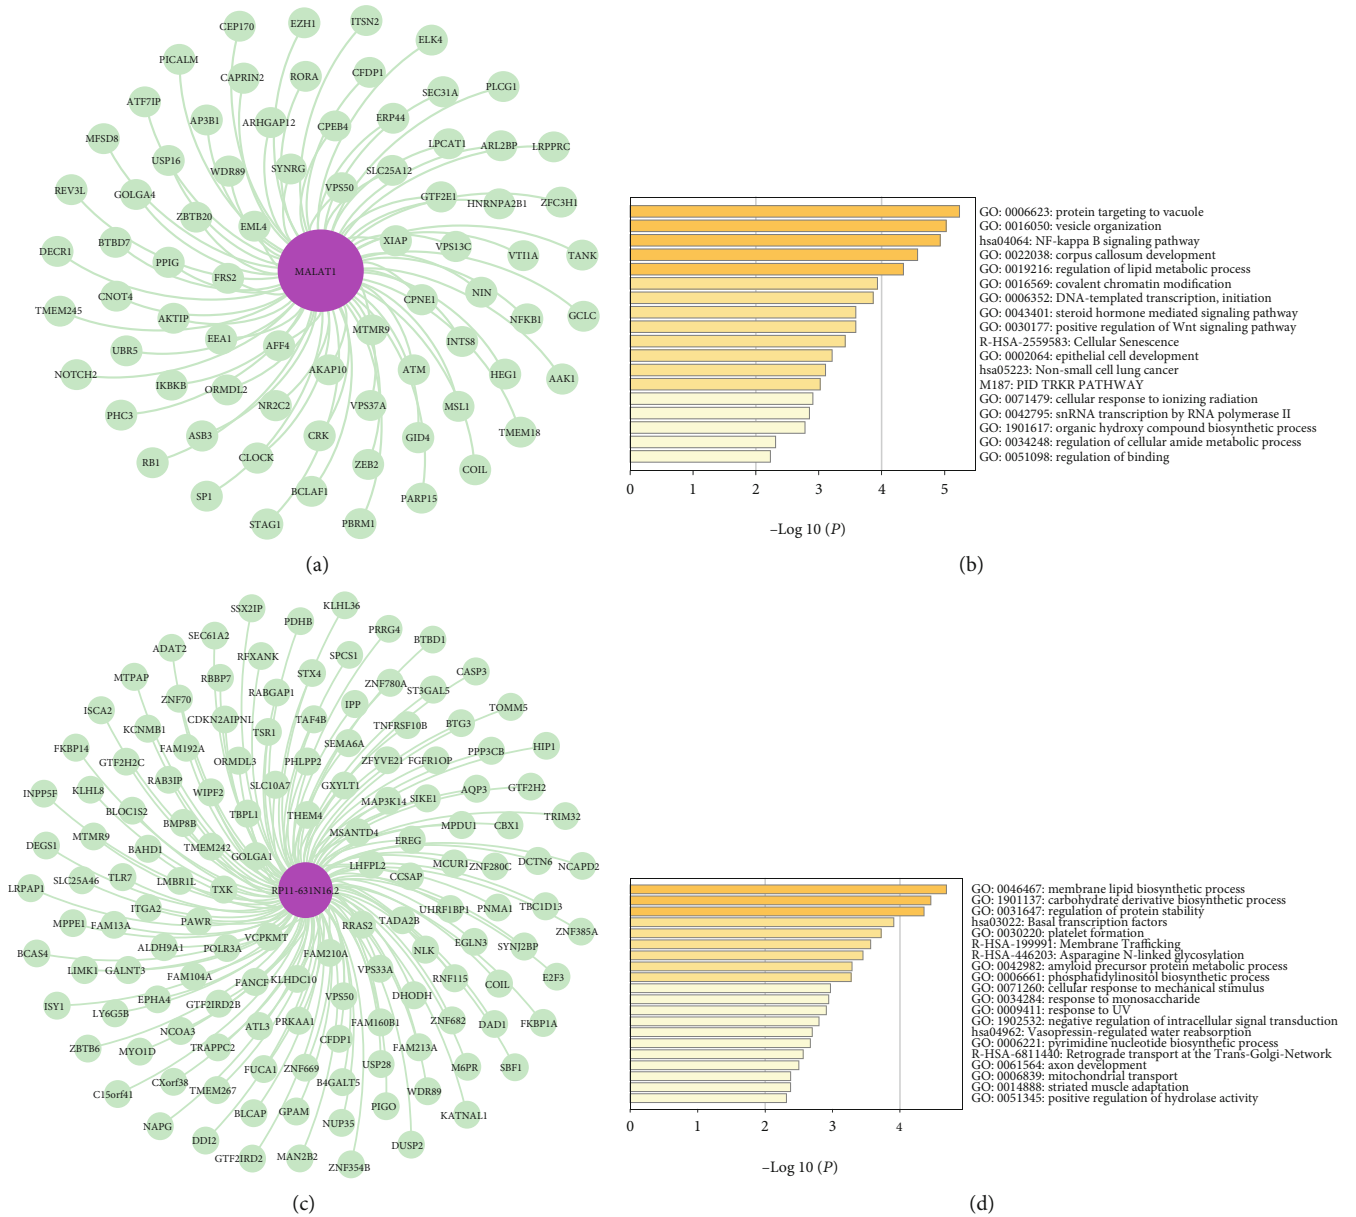 ITSN2
EZH1
CEP170
ELK4
PICALM
CFDP1
RORA
CAPRIN2
PLCG1
SEC31A
ATF7IP
ERP44
AP3B1
ARHGAP12
CPEB4
MFSD8
LPCAT1
ARL2BP
LRPPRC
USP16
WDR89
SYNRG
SLC25A12
REV3L
VPS50
GOLGA4
GTF2E1
HNRNPA2B1
ZFC3H1
ZBTB20
EML4
BTBD7
XIAP
VPS13C
DECR1
VTI1A
TANK
PPIG
MALAT1
FRS2
NIN
CNOT4
CPNE1
TMEM245
AKTIP
NFKB1
GCLC
MTMR9
EEA1
AFF4
INTS8
UBR5
NOTCH2
AKAP10
ATM
HEG1
AAK1
IKBKB
ORMDL2
NR2C2
VPS37A
MSL1
PHC3
TMEM18
ASB3
CRK
GID4
RB1
CLOCK
ZEB2
COIL
SP1
BCLAF1
PARP15
STAG1
PBRM1
(a)
GO: 0006623: protein targeting to vacuole
GO: 0016050: vesicle organization
hsa04064: NF-kappa B signaling pathway
GO: 0022038: corpus callosum development
GO: 0019216: regulation of lipid metabolic process
GO: 0016569: covalent chromatin modification
GO: 0006352: DNA-templated transcription, initiation
GO: 0043401: steroid hormone mediated signaling pathway
GO: 0030177: positive regulation of Wnt signaling pathway
R-HSA-2559583: Cellular Senescence
GO: 0002064: epithelial cell development
hsa05223: Non-small cell lung cancer
M187: PID TRKR PATHWAY
GO: 0071479: cellular response to ionizing radiation
GO: 0042795: snRNA transcription by RNA polymerase II
GO: 1901617: organic hydroxy compound biosynthetic process
GO: 0034248: regulation of cellular amide metabolic process
GO: 0051098: regulation of binding
0 1 2 3 4 5
–Log 10 (P)
(b)
KLHL36
SSX2IP
PDHB
PRRG4
SEC61A2
BTBD1
ADAT2
RFXANK
SPCS1
CASP3
MTPAP
RBBP7
STX4
ZNF780A
RABGAP1
ST3GAL5
ZNF70
IPP
TOMM5
ISCA2
CDKN2AIPNL
TAF4B
TNFRSF10B
BTG3
KCNMB1
TSR1
SEMA6A
HIP1
FKBP14
FAM192A
PPP3CB
GTF2H2C
ORMDL3
PHLPP2
ZFYVE21
FGFR1OP
RAB3IP
SLC10A7
GXYLT1
AQP3
GTF2H2
INPP5F
KLHL8
WIPF2
MAP3K14
SIKE1
BLOC1S2
TBPL1
THEM4
TRIM32
BMP8B
MSANTD4
MPDU1
CBX1
MTMR9
EREG
DEGS1
BAHD1
TMEM242
GOLGA1
LHFPL2
MCUR1
ZNF280C
DCTN6
NCAPD2
SLC25A46
TLR7
LMBR1L
CCSAP
LRPAP1
TXK
RP11-631N16.2
ITGA2
UHRF1BP1
PNMA1
TBC1D13
MPPE1
FAM13A
PAWR
RRAS2
TADA2B
ZNF385A
VCPKMT
EGLN3
BCAS4
ALDH9A1
POLR3A
FAM210A
NLK
SYNJ2BP
LIMK1
GALNT3
VPS33A
FAM104A
FANCF
KLHDC10
RNF115
COIL
E2F3
ISY1
EPHA4
GTF2IRD2B
VPS50
DHODH
LY6G5B
PRKAA1
FAM160B1
ZNF682
DAD1
FKBP1A
ATL3
NCOA3
CFDP1
ZBTB6
MYO1D
TRAPPC2
FAM213A
FUCA1
ZNF669
USP28
M6PR
SBF1
CXorf38
B4GALT5
C15orf41
TMEM267
WDR89
PIGO
BLCAP
GPAM
KATNAL1
NAPG
NUP35
DDI2
DUSP2
GTF2IRD2
MAN2B2
ZNF354B
(c)
GO: 0046467: membrane lipid biosynthetic process
GO: 1901137: carbohydrate derivative biosynthetic process
GO: 0031647: regulation of protein stability
hsa03022: Basal transcription factors
GO: 0030220: platelet formation
R-HSA-199991: Membrane Trafficking
R-HSA-446203: Asparagine N-linked glycosylation
GO: 0042982: amyloid precursor protein metabolic process
GO: 0006661: phosphatidylinositol biosynthetic process
GO: 0071260: cellular response to mechanical stimulus
GO: 0034284: response to monosaccharide
GO: 0009411: response to UV
GO: 1902532: negative regulation of intracellular signal transduction
hsa04962: Vasopressin-regulated water reabsorption
GO: 0006221: pyrimidine nucleotide biosynthetic process
R-HSA-6811440: Retrograde transport at the Trans-Golgi-Network
GO: 0061564: axon development
GO: 0006839: mitochondrial transport
GO: 0014888: striated muscle adaptation
GO: 0051345: positive regulation of hydrolase activity
0 1 2 3 4
–Log 10 (P)
(d)